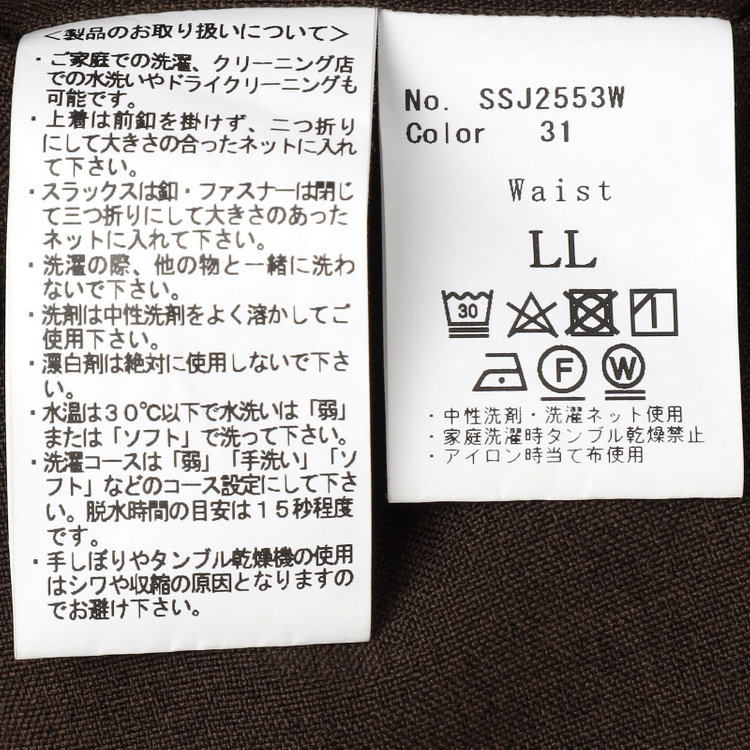 ＜製品のお取り扱いについて＞
・ご家庭での洗濯、クリーニング店
での水洗いやドライクリーニングも
可能です。
・上着は前釦を掛けず、二つ折り
にして大きさの合ったネットに入れ
て下さい。
・スラックスは釦・ファスナーは閉じ
て三つ折りにして大きさのあった
ネットに入れて下さい。
・洗濯の際、他の物と一緒に洗わ
ないで下さい。
・洗剤は中性洗剤をよく溶かしてご
使用下さい。
・漂白剤は絶対に使用しないで下さ
い。
・水温は30℃以下で水洗いは「弱」
または「ソフト」で洗って下さい。
・洗濯コースは「弱」「手洗い」「ソ
フト」などのコース設定にして下さ
い。脱水時間の目安は15秒程度
です。
・手しぼりやタンブル乾燥機の使用
はシワや収縮の原因となりますの
でお避け下さい。
No. SSJ2553W
Color 31
Waist
LL
30
F W
・中性洗剤・洗濯ネット使用
・家庭洗濯時タンブル乾燥禁止
・アイロン時当て布使用